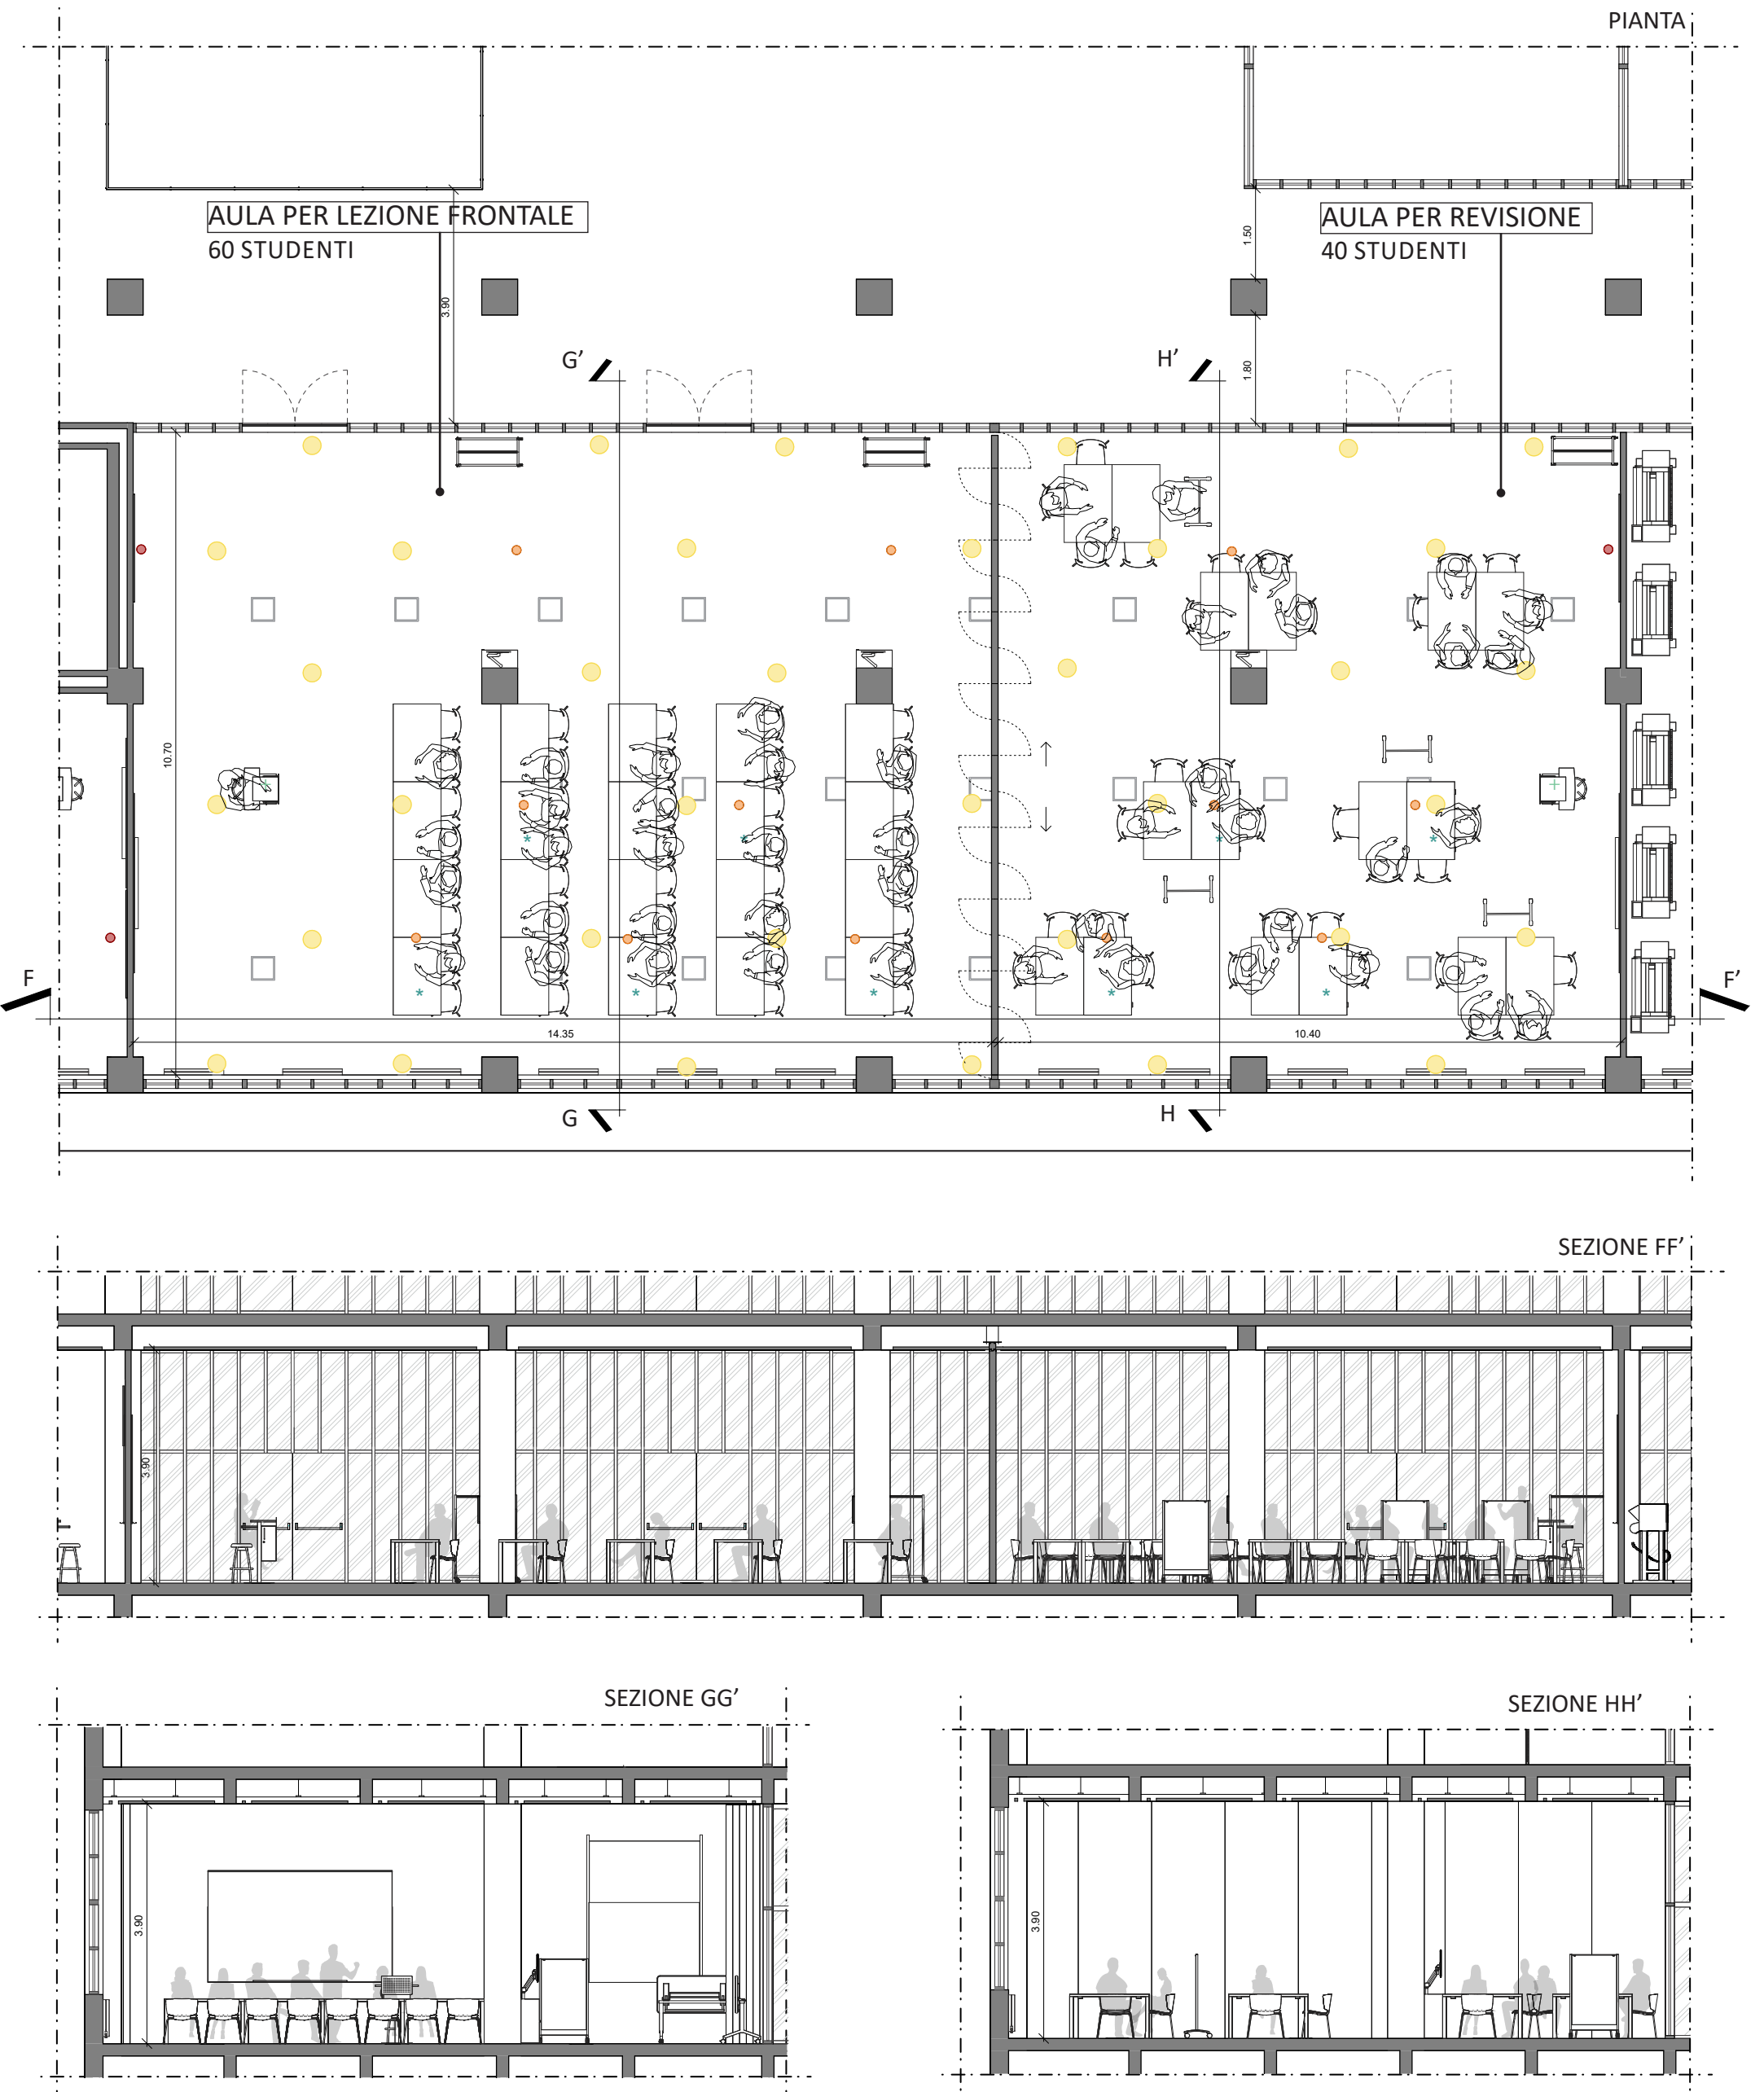 PIANTA
AULA PER LEZIONE FRONTALE
60 STUDENTI
AULA PER REVISIONE
40 STUDENTI
3.90
1.50
1.80
G’
H’
10.70
F
F’
14.35
10.40
G
H
SEZIONE FF’
3.90
SEZIONE GG’
3.90
SEZIONE HH’
3.90